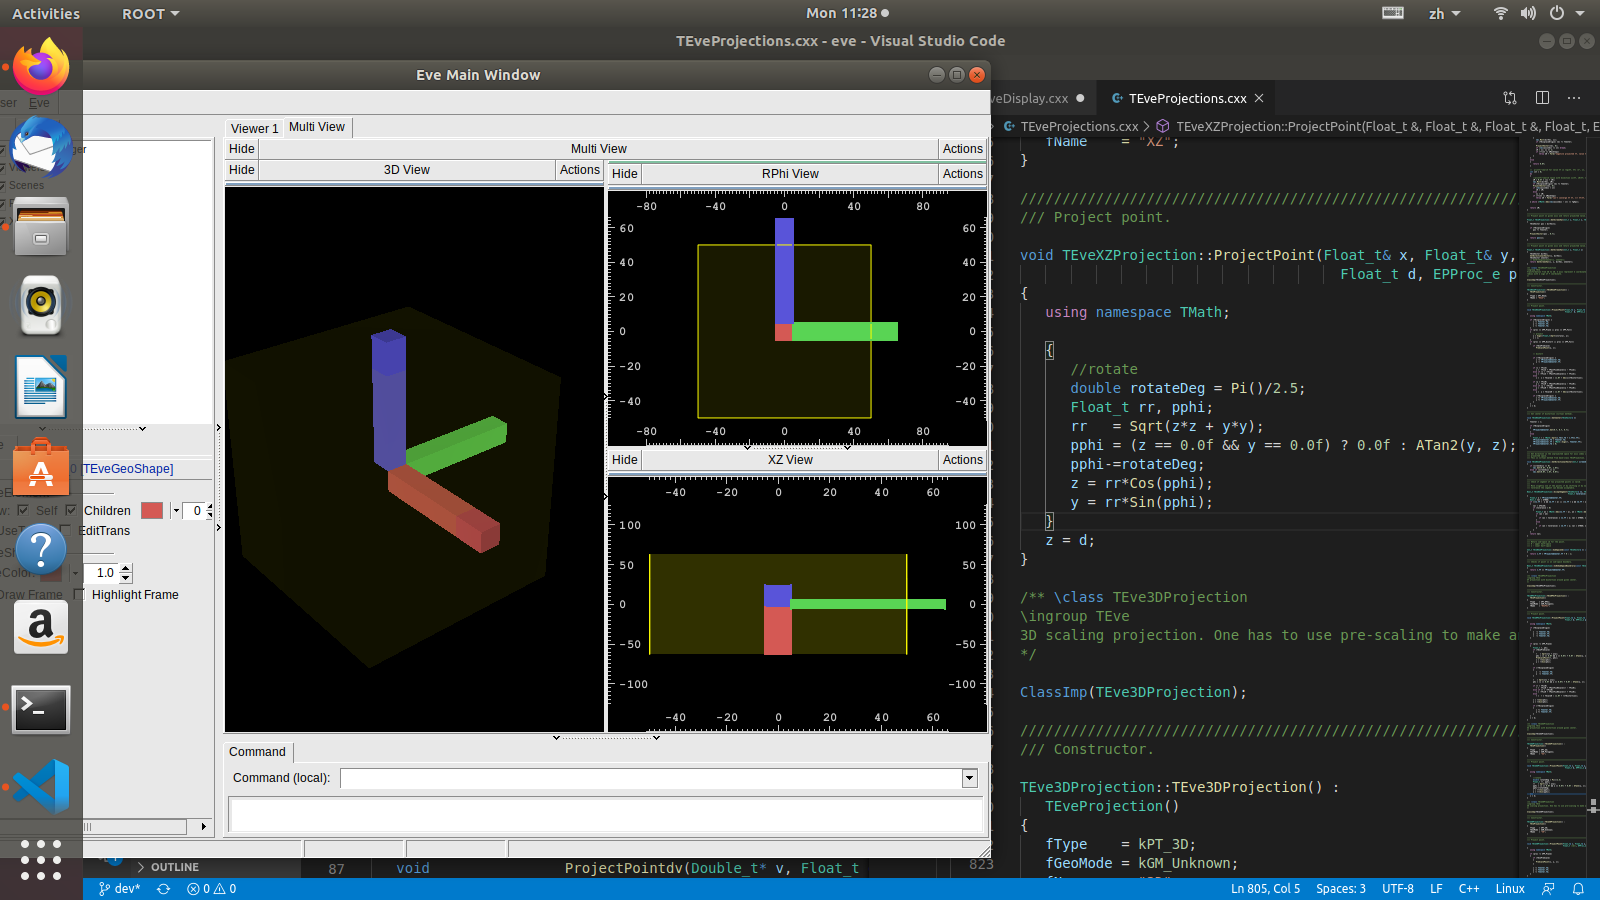 Activities
ROOT
Mon 11:28
zh
TEveProjections.cxx - eve - Visual Studio Code
Eve Main Window
ser Eve
Viewer 1
Multi View
Hide
Multi View
Actions
Hide
3D View
Actions
Hide
RPhi View
Actions
-80 -40 0 40 80
60 60
40 40
20 20
0 0
-20 -20
-40 -40
-80 -40 0 40 80
Hide
XZ View
Actions
-40 -20 0 20 40 60
100 100
50 50
0 0
-50 -50
-100 -100
-40 -20 0 20 40 60
Scenes
[TEveGeoShape]
Self
Children
0
EditTrans
1.0
Draw Frame
Highlight Frame
Command
Command (local):
eDisplay.cxx
TEveProjections.cxx
TEveProjections.cxx > TEveXZProjection::ProjectPoint(Float_t &, Float_t &, Float_t &, Float_t, E
fName = "XZ";
}
/// Project point.
void TEveXZProjection::ProjectPoint(Float_t& x, Float_t& y,
Float_t d, EPProc_e p
{
using namespace TMath;
{
//rotate
double rotateDeg = Pi()/2.5;
Float_t rr, pphi;
rr = Sqrt(z*z + y*y);
pphi = (z == 0.0f && y == 0.0f) ? 0.0f : ATan2(y, z);
pphi-=rotateDeg;
z = rr*Cos(pphi);
y = rr*Sin(pphi);
}
z = d;
}
/** \class TEve3DProjection
\ingroup TEve
3D scaling projection. One has to use pre-scaling to make a
*/
ClassImp(TEve3DProjection);
/// Constructor.
TEve3DProjection::TEve3DProjection() :
TEveProjection()
{
fType = kPT_3D;
823
fGeoMode = kGM_Unknown;
OUTLINE
87 void ProjectPointdv(Double_t* v, Float_t
dev*
0 0
Ln 805, Col 5
Spaces: 3
UTF-8
LF
C++
Linux